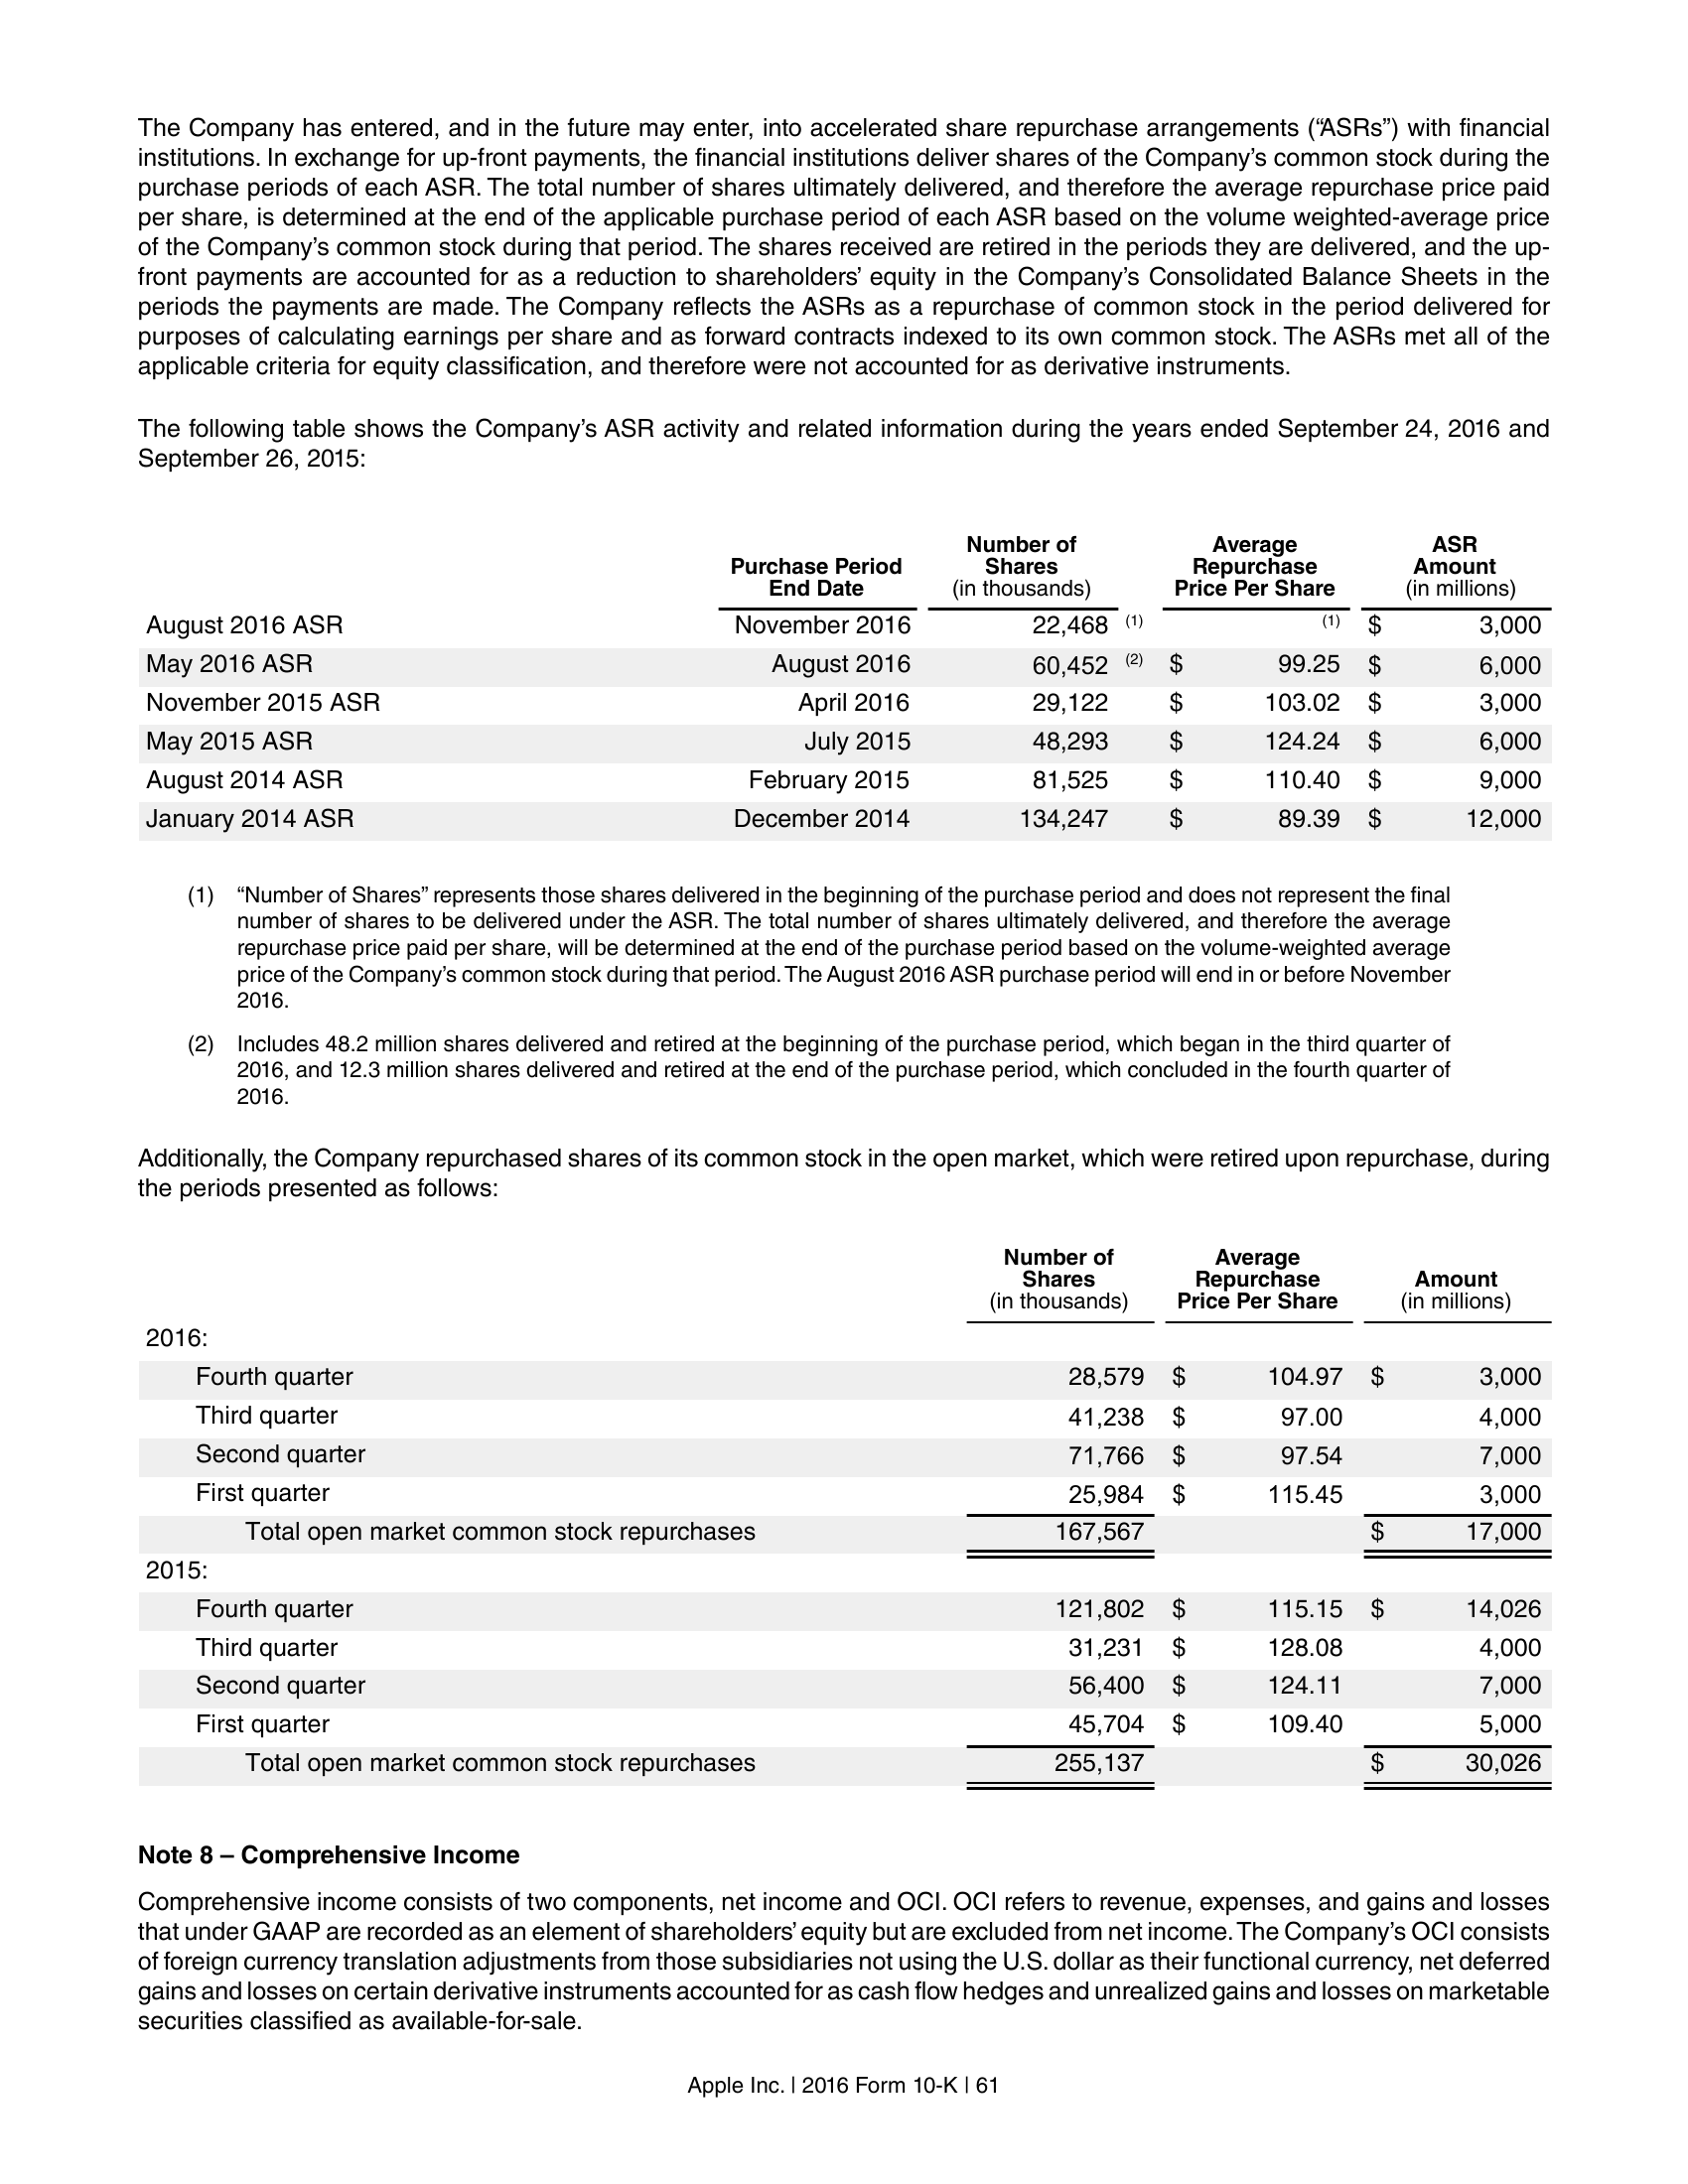 The Company has entered, and in the future may enter, into accelerated share repurchase arrangements (“ASRs”) with financial
institutions. In exchange for up-front payments, the financial institutions deliver shares of the Company’s common stock during the
purchase periods of each ASR. The total number of shares ultimately delivered, and therefore the average repurchase price paid
per share, is determined at the end of the applicable purchase period of each ASR based on the volume weighted-average price
of the Company’s common stock during that period. The shares received are retired in the periods they are delivered, and the up-
front payments are accounted for as a reduction to shareholders’ equity in the Company’s Consolidated Balance Sheets in the
periods the payments are made. The Company reflects the ASRs as a repurchase of common stock in the period delivered for
purposes of calculating earnings per share and as forward contracts indexed to its own common stock. The ASRs met all of the
applicable criteria for equity classification, and therefore were not accounted for as derivative instruments.
The following table shows the Company’s ASR activity and related information during the years ended September 24, 2016 and
September 26, 2015:
Number of Average ASR
Purchase Period Shares Repurchase Amount
End Date (in thousands) Price Per Share (in millions)
August 2016 ASR November 2016 22,468 (1) (1) $ 3,000
May 2016 ASR August 2016 60,452 (2) $ 99.25 $ 6,000
November 2015 ASR April 2016 29,122 $ 103.02 $ 3,000
May 2015 ASR July 2015 48,293 $ 124.24 $ 6,000
August 2014 ASR February 2015 81,525 $ 110.40 $ 9,000
January 2014 ASR December 2014 134,247 $ 89.39 $ 12,000
(1) “Number of Shares” represents those shares delivered in the beginning of the purchase period and does not represent the final
number of shares to be delivered under the ASR. The total number of shares ultimately delivered, and therefore the average
repurchase price paid per share, will be determined at the end of the purchase period based on the volume-weighted average
price of the Company’s common stock during that period. The August 2016 ASR purchase period will end in or before November
2016.
(2) Includes 48.2 million shares delivered and retired at the beginning of the purchase period, which began in the third quarter of
2016, and 12.3 million shares delivered and retired at the end of the purchase period, which concluded in the fourth quarter of
2016.
Additionally, the Company repurchased shares of its common stock in the open market, which were retired upon repurchase, during
the periods presented as follows:
Number of Average
Shares Repurchase Amount
(in thousands) Price Per Share (in millions)
2016:
Fourth quarter 28,579 $ 104.97 $ 3,000
Third quarter 41,238 $ 97.00 4,000
Second quarter 71,766 $ 97.54 7,000
First quarter 25,984 $ 115.45 3,000
Total open market common stock repurchases 167,567 $ 17,000
2015:
Fourth quarter 121,802 $ 115.15 $ 14,026
Third quarter 31,231 $ 128.08 4,000
Second quarter 56,400 $ 124.11 7,000
First quarter 45,704 $ 109.40 5,000
Total open market common stock repurchases 255,137 $ 30,026
Note 8 – Comprehensive Income
Comprehensive income consists of two components, net income and OCI. OCI refers to revenue, expenses, and gains and losses
that under GAAP are recorded as an element of shareholders’ equity but are excluded from net income. The Company’s OCI consists
of foreign currency translation adjustments from those subsidiaries not using the U.S. dollar as their functional currency, net deferred
gains and losses on certain derivative instruments accounted for as cash flow hedges and unrealized gains and losses on marketable
securities classified as available-for-sale.
Apple Inc. | 2016 Form 10-K | 61